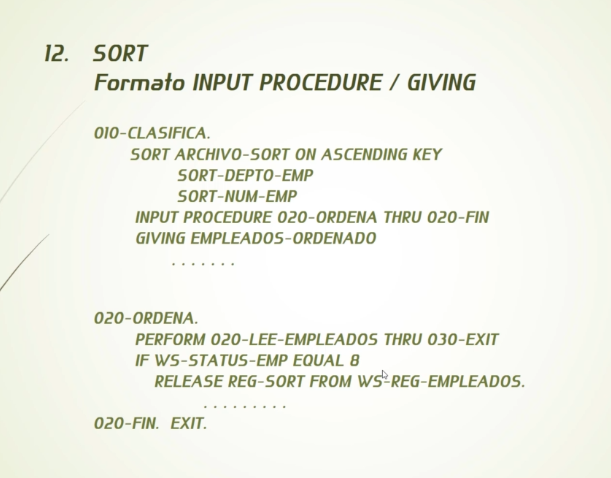 12. SORT
Formato INPUT PROCEDURE / GIVING
010-CLASIFICA.
SORT ARCHIVO-SORT ON ASCENDING KEY
SORT-DEPTO-EMP
SORT-NUM-EMP
INPUT PROCEDURE 020-ORDENA THRU 020-FIN
GIVING EMPLEADOS-ORDENADO
. . . . . . .
020-ORDENA.
PERFORM 020-LEE-EMPLEADOS THRU 030-EXIT
IF WS-STATUS-EMP EQUAL 8
RELEASE REG-SORT FROM WS-REG-EMPLEADOS.
. . . . . . . . .
020-FIN. EXIT.